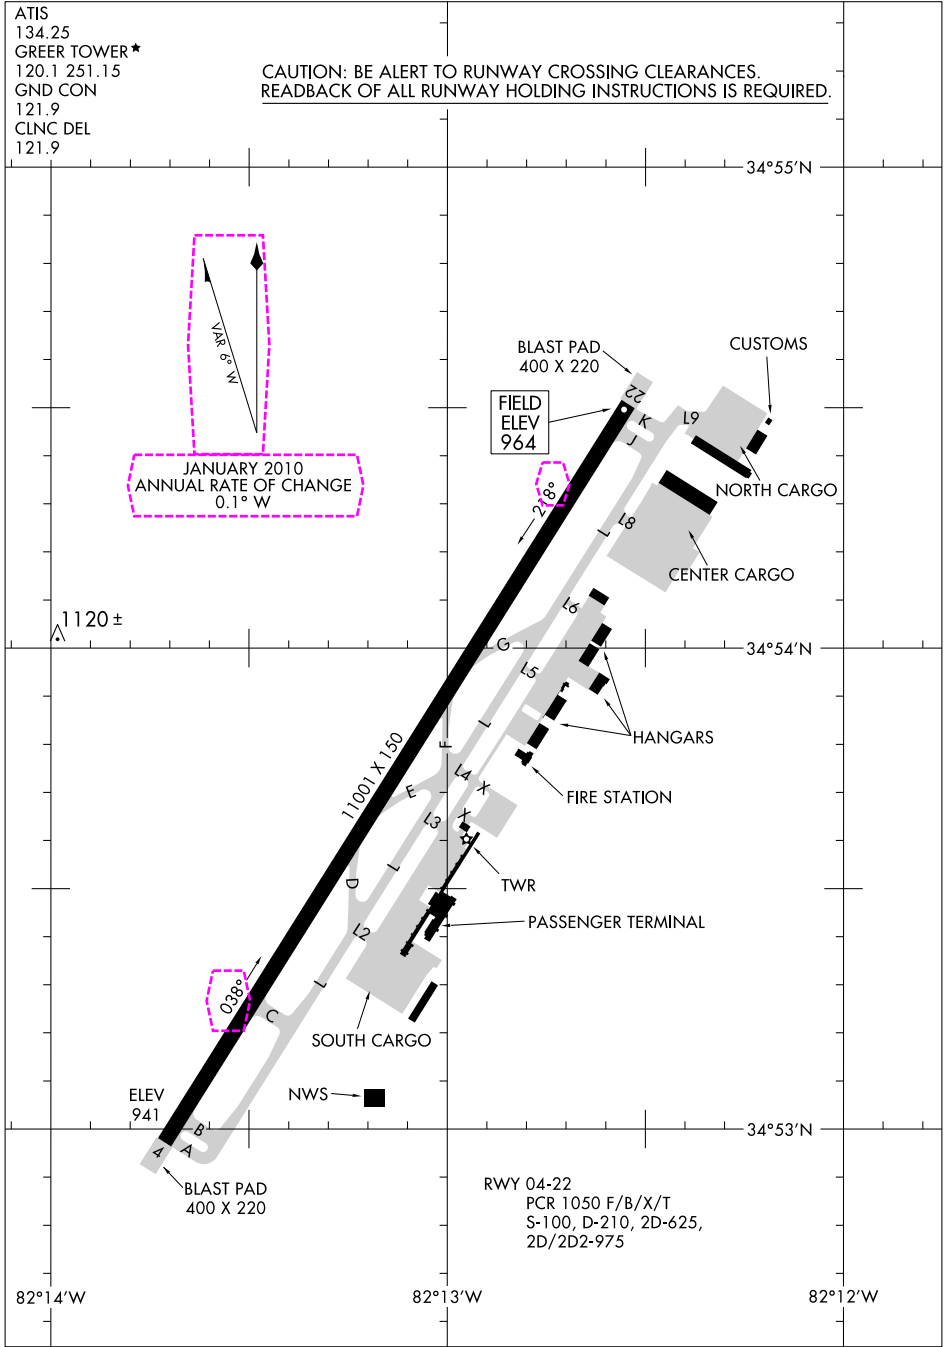 ATIS
134.25
GREER TOWER★
120.1 251.15
GND CON
121.9
CLNC DEL
121.9
CAUTION: BE ALERT TO RUNWAY CROSSING CLEARANCES.
READBACK OF ALL RUNWAY HOLDING INSTRUCTIONS IS REQUIRED.
34°55'N
VAR 6° W
JANUARY 2010
ANNUAL RATE OF CHANGE
0.1° W
BLAST PAD
400 X 220
CUSTOMS
22
FIELD
ELEV
964
K
J
L9
NORTH CARGO
218°
L
L8
CENTER CARGO
L6
1120 ±
34°54'N
G
L5
L
HANGARS
F
11001 X 150
L4
X
E
FIRE STATION
L3
X
L
TWR
D
PASSENGER TERMINAL
L2
038°
L
C
SOUTH CARGO
NWS
ELEV
941
B
A
4
34°53'N
BLAST PAD
400 X 220
RWY 04-22
PCR 1050 F/B/X/T
S-100, D-210, 2D-625,
2D/2D2-975
82°14'W
82°13'W
82°12'W